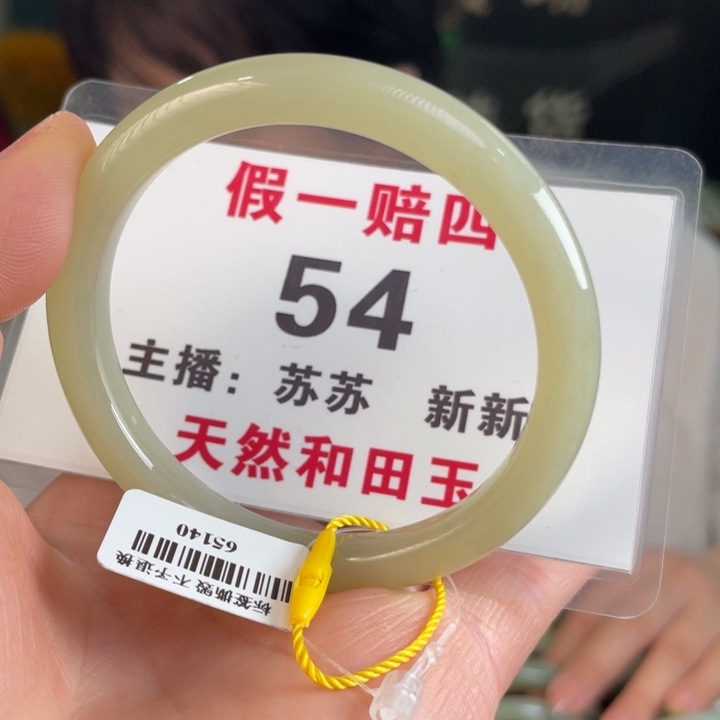 假一赔四
54
主播：苏苏 新新
天然和田玉
65140
标签撕毁 不予退换